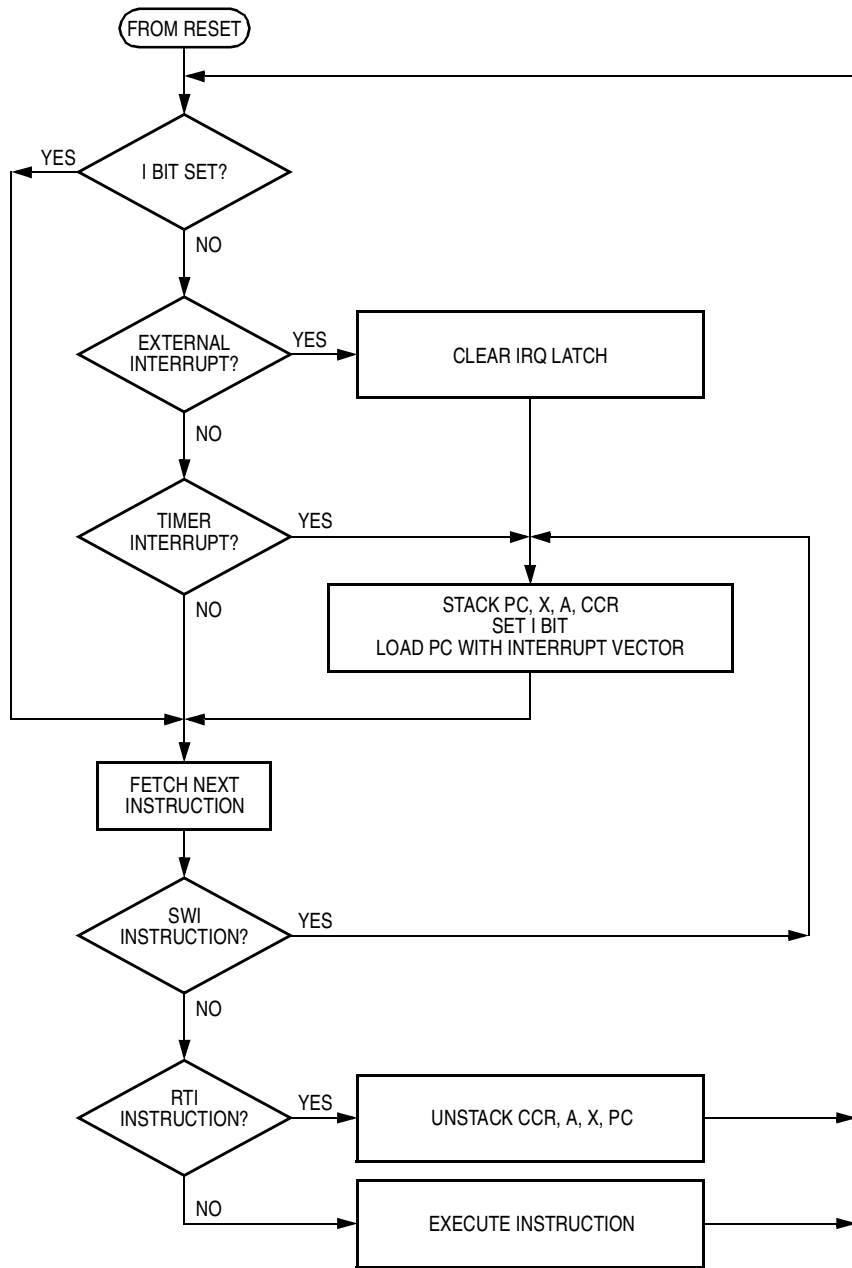 FROM RESET
YES
I BIT SET?
NO
EXTERNAL
INTERRUPT?
YES
CLEAR IRQ LATCH
NO
TIMER
INTERRUPT?
YES
NO
STACK PC, X, A, CCR
SET I BIT
LOAD PC WITH INTERRUPT VECTOR
FETCH NEXT
INSTRUCTION
SWI
INSTRUCTION?
YES
NO
RTI
INSTRUCTION?
YES
UNSTACK CCR, A, X, PC
NO
EXECUTE INSTRUCTION